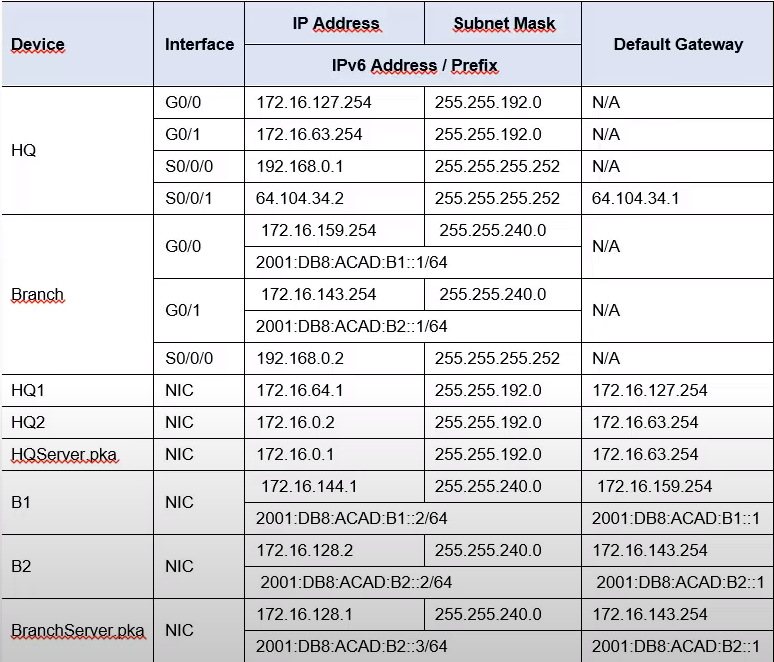 Device Interface IP Address Subnet Mask Default Gateway
IPv6 Address / Prefix
HQ G0/0 172.16.127.254 255.255.192.0 N/A
G0/1 172.16.63.254 255.255.192.0 N/A
S0/0/0 192.168.0.1 255.255.255.252 N/A
S0/0/1 64.104.34.2 255.255.255.252 64.104.34.1
Branch G0/0 172.16.159.254 255.255.240.0 N/A
2001:DB8:ACAD:B1::1/64
G0/1 172.16.143.254 255.255.240.0 N/A
2001:DB8:ACAD:B2::1/64
S0/0/0 192.168.0.2 255.255.255.252 N/A
HQ1 NIC 172.16.64.1 255.255.192.0 172.16.127.254
HQ2 NIC 172.16.0.2 255.255.192.0 172.16.63.254
HQServer.pka NIC 172.16.0.1 255.255.192.0 172.16.63.254
B1 NIC 172.16.144.1 255.255.240.0 172.16.159.254
2001:DB8:ACAD:B1::2/64 2001:DB8:ACAD:B1::1
B2 NIC 172.16.128.2 255.255.240.0 172.16.143.254
2001:DB8:ACAD:B2::2/64 2001:DB8:ACAD:B2::1
BranchServer.pka NIC 172.16.128.1 255.255.240.0 172.16.143.254
2001:DB8:ACAD:B2::3/64 2001:DB8:ACAD:B2::1